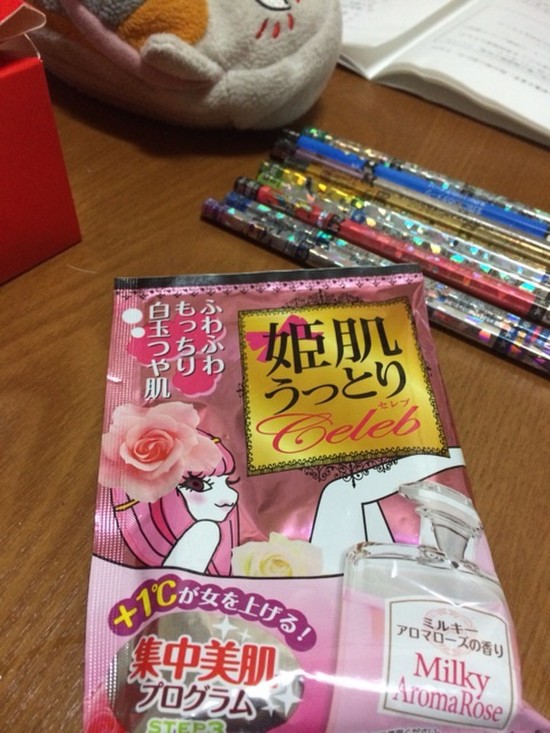 ふわふわ
もっちり
白玉つや肌
姫肌
うっとり
セレブ
Celeb
+1℃が女を上げる!
集中美肌
プログラム
STEP3
ミルキー
アロマローズの香り
Milky
AromaRose